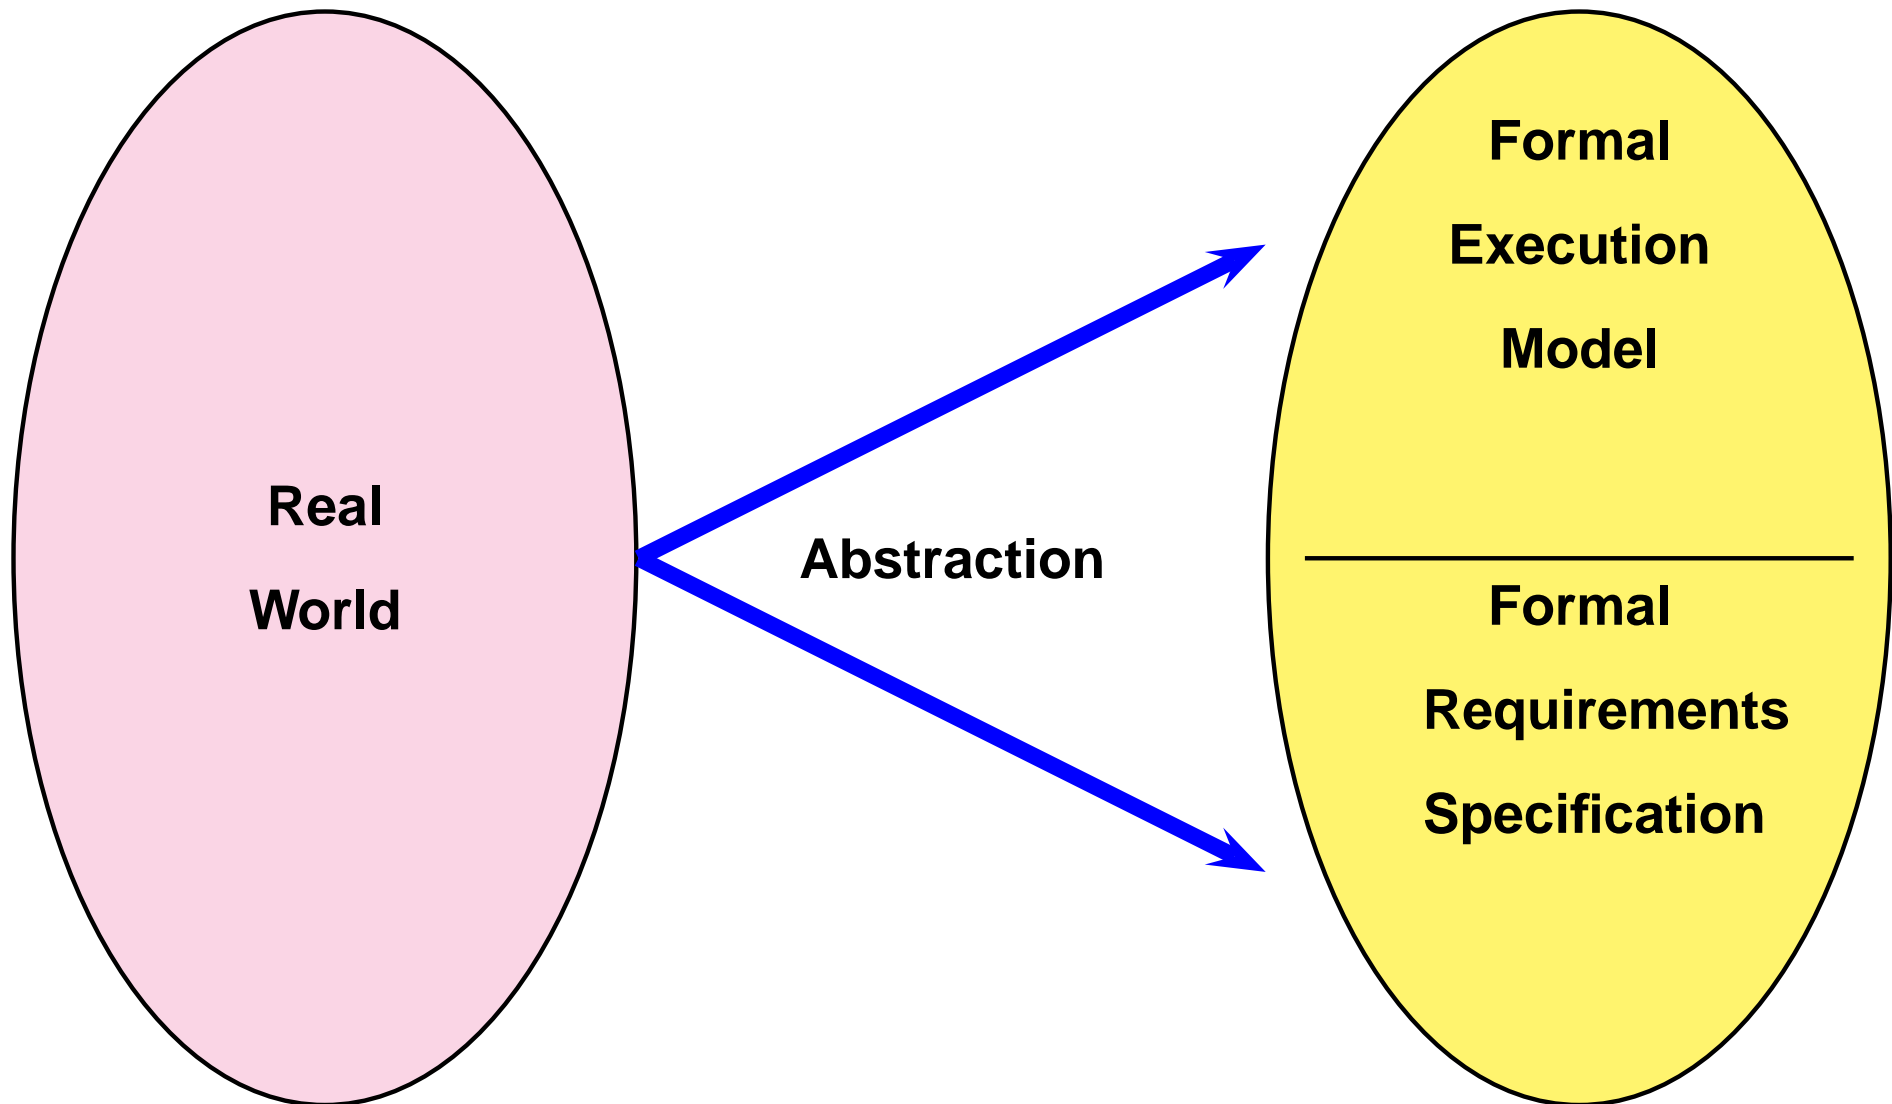 Real
World
Abstraction
Formal
Execution
Model
Formal
Requirements
Specification